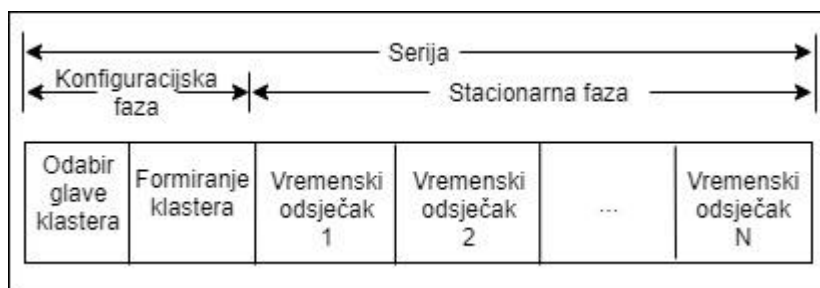 Serija
Konfiguracijska
faza
Stacionarna faza
Odabir
glave
klastera
Formiranje
klastera
Vremenski
odsječak
1
Vremenski
odsječak
2
...
Vremenski
odsječak
N